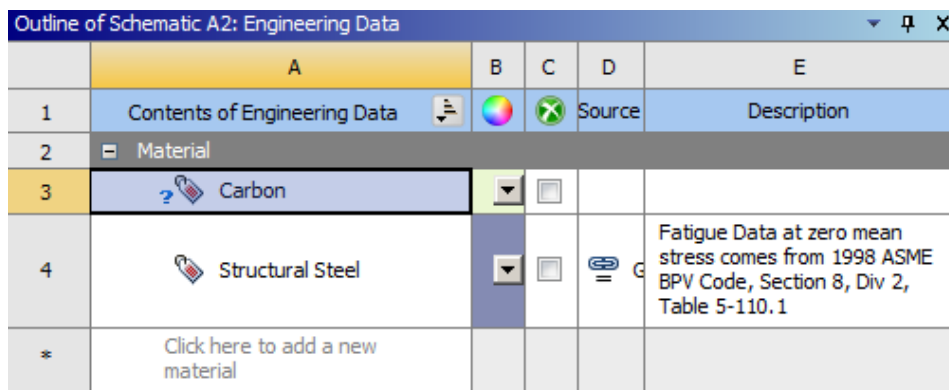 Outline of Schematic A2: Engineering Data
A B C D E
1 Contents of Engineering Data Source Description
2 Material
3 ? Carbon
4 Structural Steel G Fatigue Data at zero mean
stress comes from 1998 ASME
BPV Code, Section 8, Div 2,
Table 5-110.1
* Click here to add a new
material